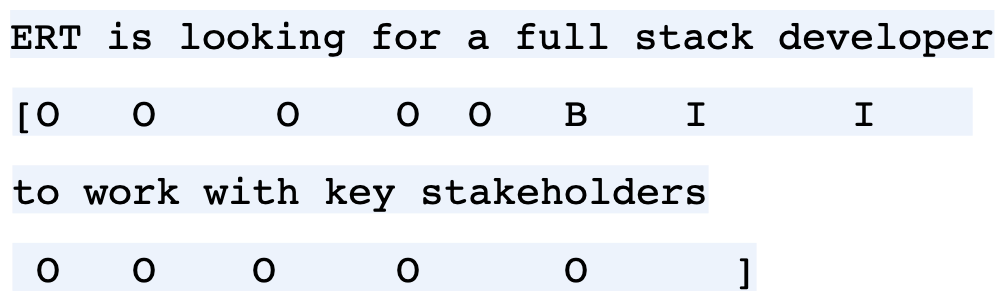 ERT is looking for a full stack developer
[O O O O O B I I
to work with key stakeholders
O O O O O ]